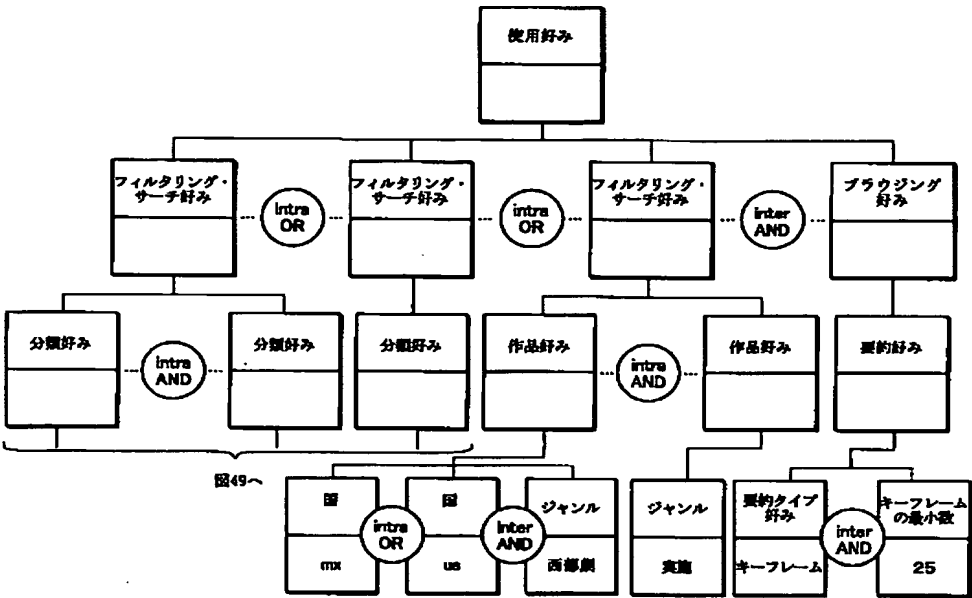 使用好み
フィルタリング・
サーチ好み
intra
OR
フィルタリング・
サーチ好み
intra
OR
フィルタリング・
サーチ好み
inter
AND
ブラウジング
好み
分類好み
intra
AND
分類好み
分類好み
作品好み
intra
AND
作品好み
要約好み
図49へ
国
mx
intra
OR
国
us
inter
AND
ジャンル
西部劇
ジャンル
実施
要約タイプ
好み
キーフレーム
inter
AND
キーフレーム
の最小数
25